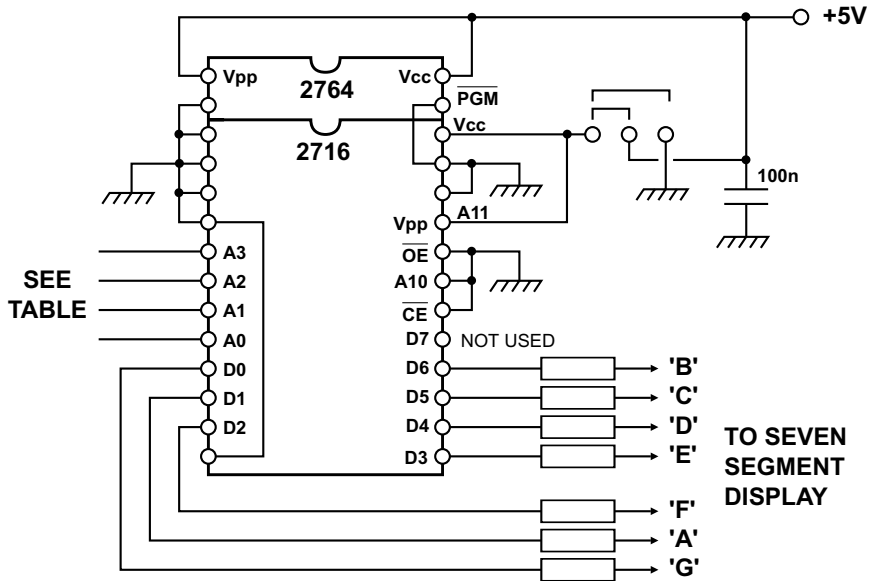 +5V
Vpp
2764
Vcc
PGM
Vcc
2716
100n
Vpp
A11
A3
OE
SEE
TABLE
A2
A10
A1
CE
A0
D7
NOT USED
D0
D6
'B'
D1
D5
'C'
D2
D4
'D'
D3
'E'
TO SEVEN
SEGMENT
DISPLAY
'F'
'A'
'G'